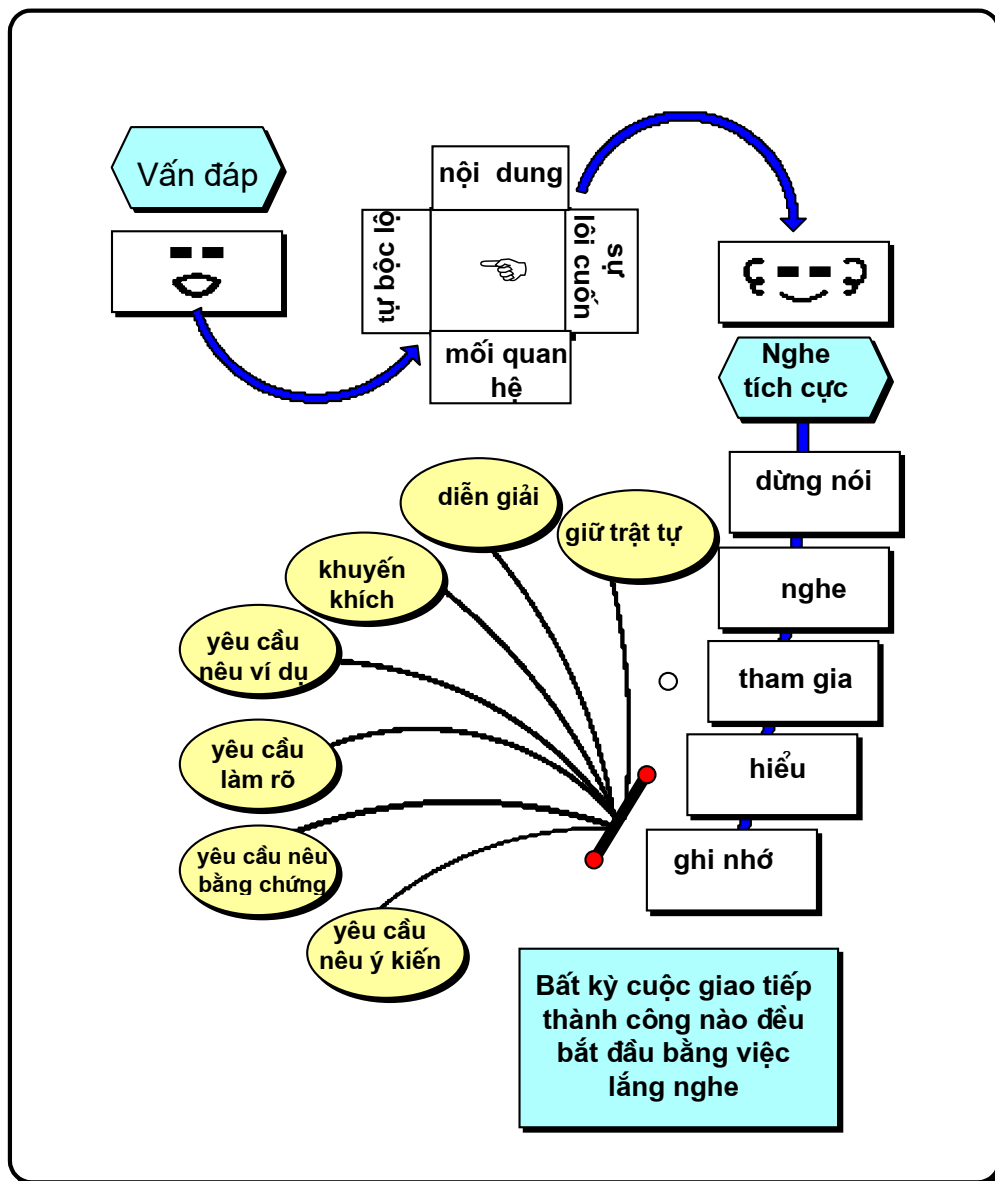 Vấn đáp
nội dung
tự bộc lộ
sự
lôi cuốn
mối quan
hệ
Nghe
tích cực
dừng nói
nghe
tham gia
hiểu
ghi nhớ
diễn giải
giữ trật tự
khuyến
khích
yêu cầu
nêu ví dụ
yêu cầu
làm rõ
yêu cầu nêu
bằng chứng
yêu cầu
nêu ý kiến
Bất kỳ cuộc giao tiếp
thành công nào đều
bắt đầu bằng việc
lắng nghe